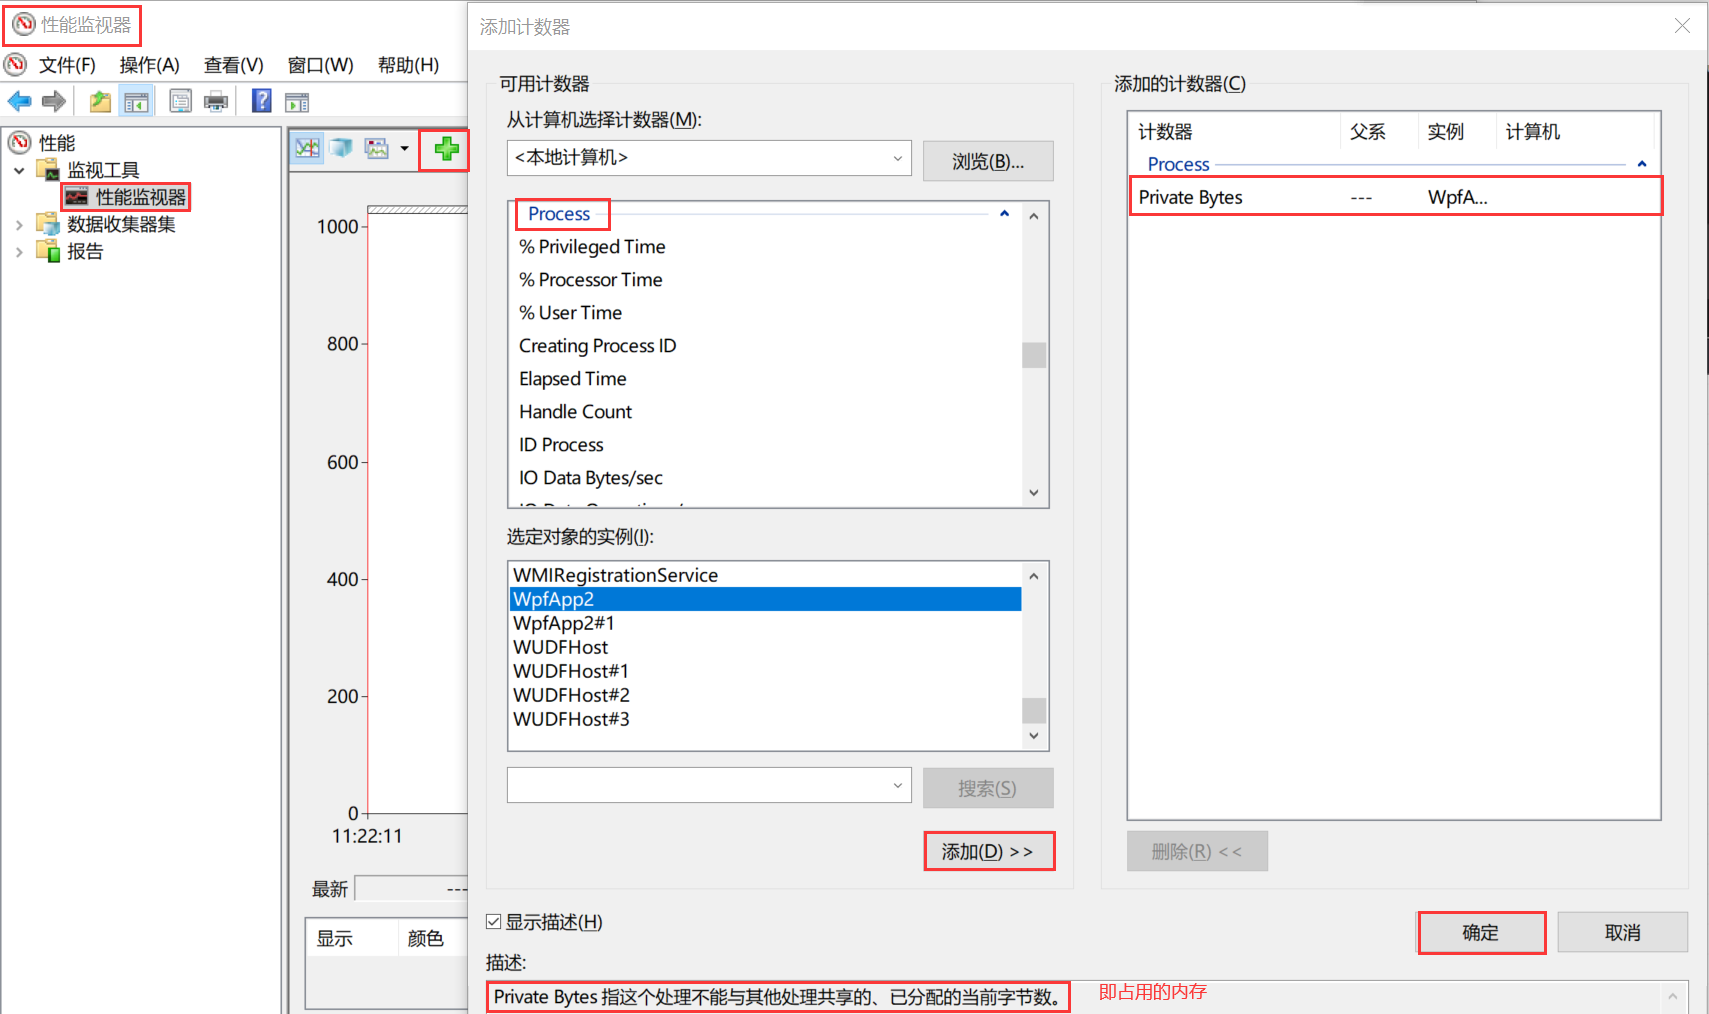 性能监视器
文件(F) 操作(A) 查看(V) 窗口(W) 帮助(H)
性能
监视工具
性能监视器
数据收集器集
报告
1000
800
600
400
200
0
11:22:11
最新 ---
显示 颜色
添加计数器
可用计数器
从计算机选择计数器(M):
<本地计算机>
浏览(B)...
Process
% Privileged Time
% Processor Time
% User Time
Creating Process ID
Elapsed Time
Handle Count
ID Process
IO Data Bytes/sec
选定对象的实例(I):
WMIRegistrationService
WpfApp2
WpfApp2#1
WUDFHost
WUDFHost#1
WUDFHost#2
WUDFHost#3
搜索(S)
添加(D) >>
添加的计数器(C)
计数器 父系 实例 计算机
Process
Private Bytes --- WpfA...
删除(R) <<
显示描述(H)
确定
取消
描述:
Private Bytes 指这个处理不能与其他处理共享的、已分配的当前字节数。
即占用的内存